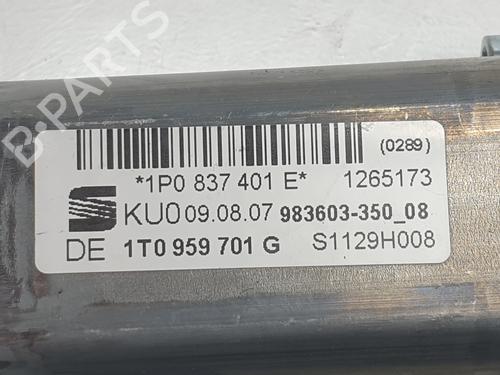 (0289)
*1P0 837 401 E* 1265173
KU0 09.08.07 983603-350_08
DE 1T0 959 701 G S1129H008
B-PARTS